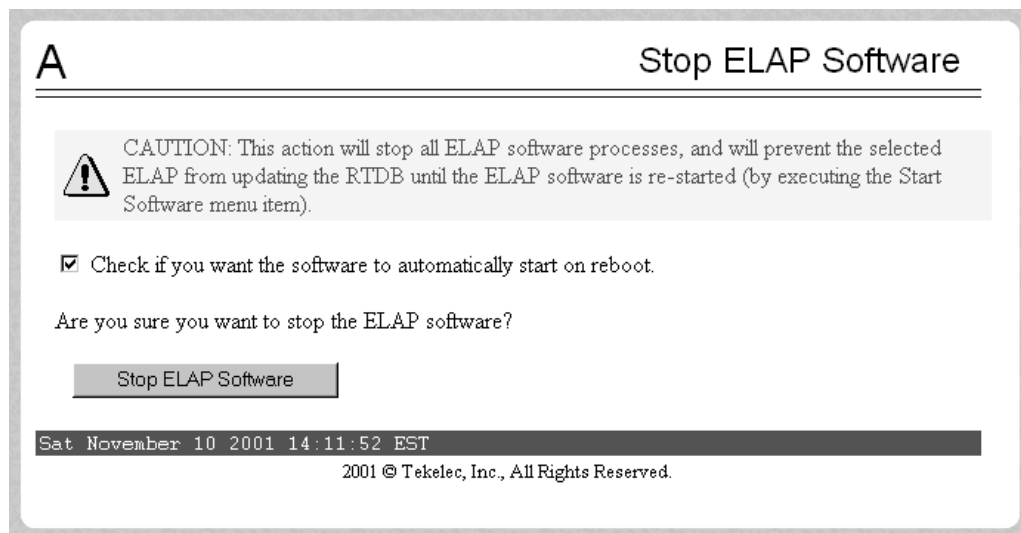 A
Stop ELAP Software
CAUTION: This action will stop all ELAP software processes, and will prevent the selected
ELAP from updating the RTDB until the ELAP software is re-started (by executing the Start
Software menu item).
Check if you want the software to automatically start on reboot.
Are you sure you want to stop the ELAP software?
Stop ELAP Software
Sat November 10 2001 14:11:52 EST
2001 © Tekelec, Inc., All Rights Reserved.